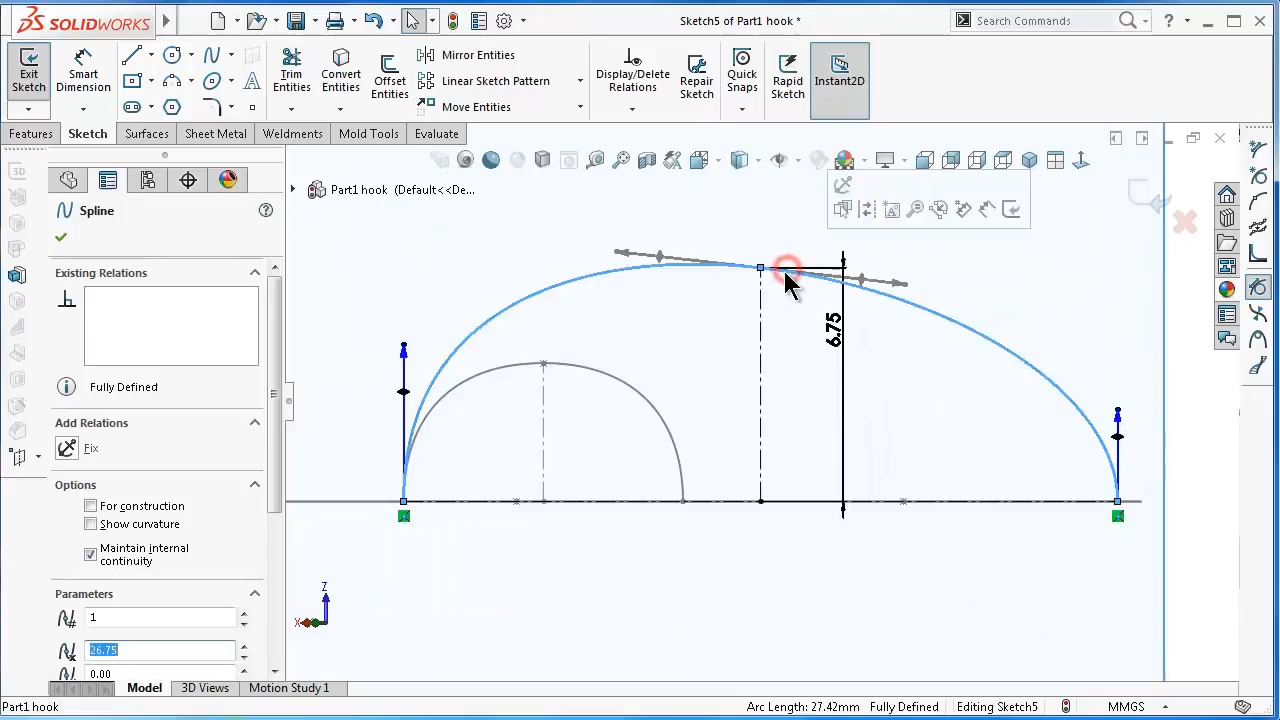 SOLIDWORKS
Sketch5 of Part1 hook *
Search Commands
?
Exit
Sketch
Smart
Dimension
Trim
Entities
Convert
Entities
Offset
Entities
Mirror Entities
Linear Sketch Pattern
Move Entities
Display/Delete
Relations
Repair
Sketch
Quick
Snaps
Rapid
Sketch
Instant2D
Features
Sketch
Surfaces
Sheet Metal
Weldments
Mold Tools
Evaluate
3D
Part1 hook (Default<<De...
Spline
?
Existing Relations
Fully Defined
Add Relations
Fix
Options
For construction
Show curvature
Maintain internal
continuity
Parameters
1
26.75
0.00
6.75
Z
X
Model
3D Views
Motion Study 1
Part1 hook
Arc Length: 27.42mm
Fully Defined
Editing Sketch5
MMGS